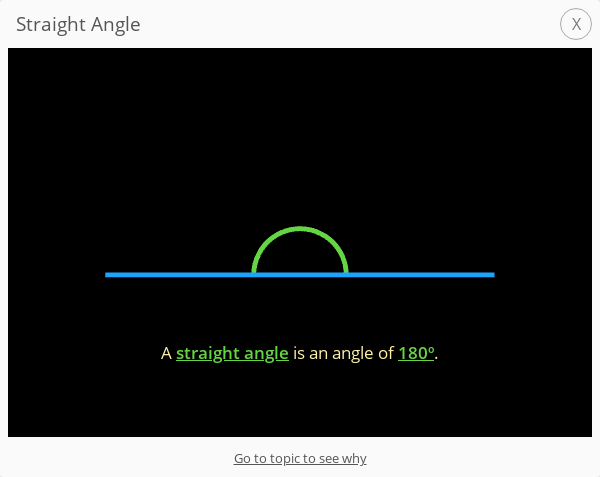 Straight Angle
X
A straight angle is an angle of 180º.
Go to topic to see why